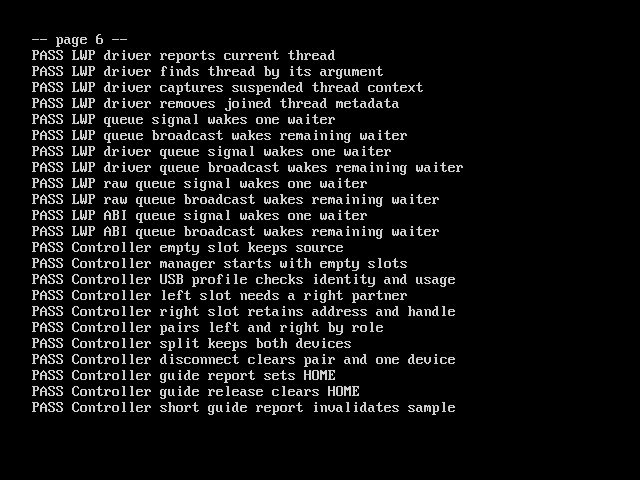 -- page 6 --
PASS LWP driver reports current thread
PASS LWP driver finds thread by its argument
PASS LWP driver captures suspended thread context
PASS LWP driver removes joined thread metadata
PASS LWP queue signal wakes one waiter
PASS LWP queue broadcast wakes remaining waiter
PASS LWP driver queue signal wakes one waiter
PASS LWP driver queue broadcast wakes remaining waiter
PASS LWP raw queue signal wakes one waiter
PASS LWP raw queue broadcast wakes remaining waiter
PASS LWP ABI queue signal wakes one waiter
PASS LWP ABI queue broadcast wakes remaining waiter
PASS Controller empty slot keeps source
PASS Controller manager starts with empty slots
PASS Controller USB profile checks identity and usage
PASS Controller left slot needs a right partner
PASS Controller right slot retains address and handle
PASS Controller pairs left and right by role
PASS Controller split keeps both devices
PASS Controller disconnect clears pair and one device
PASS Controller guide report sets HOME
PASS Controller guide release clears HOME
PASS Controller short guide report invalidates sample